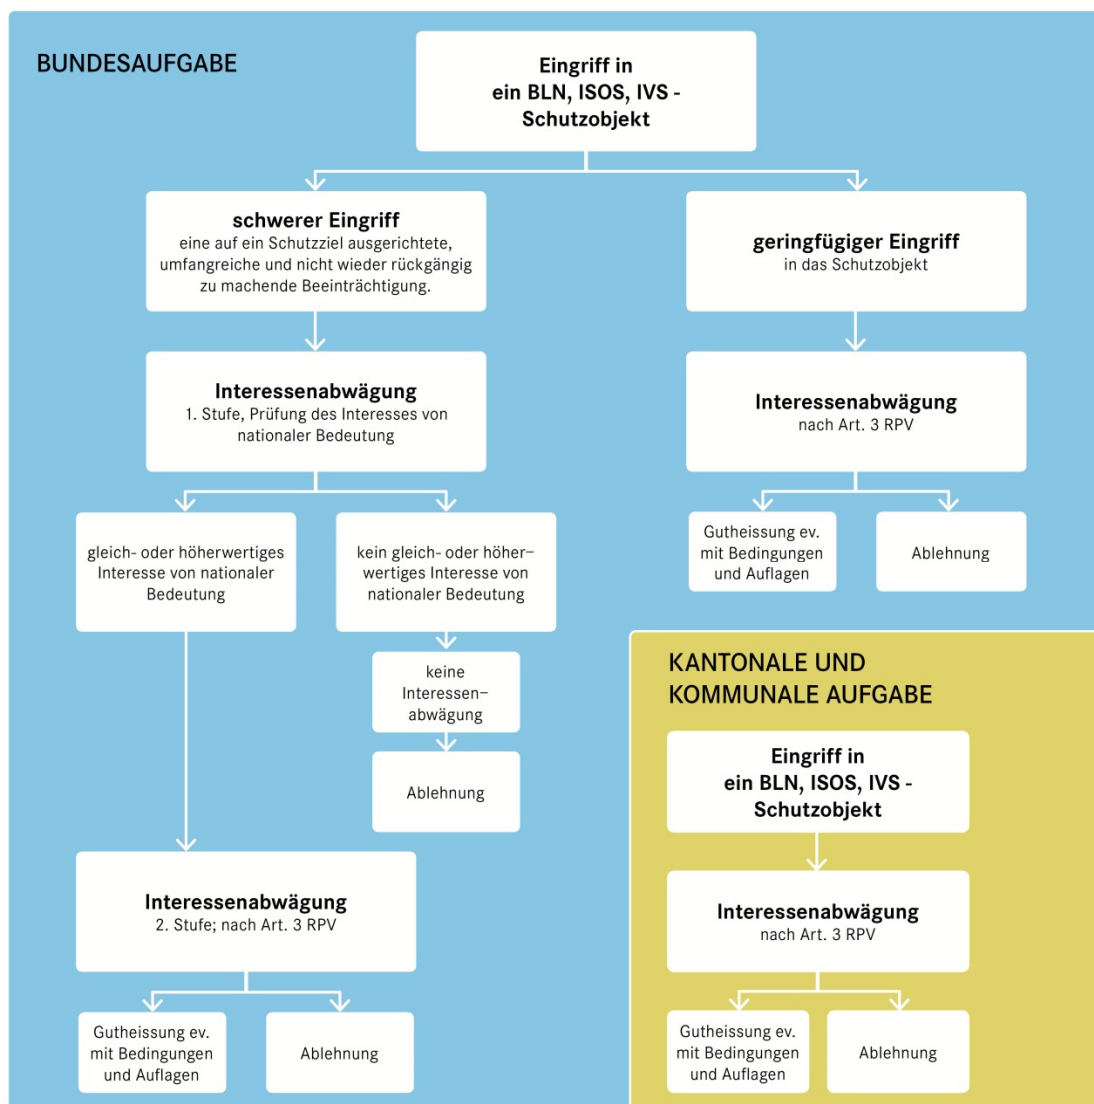 BUNDESAUFGABE
Eingriff in
ein BLN, ISOS, IVS -
Schutzobjekt
schwerer Eingriff
eine auf ein Schutzziel ausgerichtete,
umfangreiche und nicht wieder rückgängig
zu machende Beeinträchtigung.
geringfügiger Eingriff
in das Schutzobjekt
Interessenabwägung
1. Stufe, Prüfung des Interesses von
nationaler Bedeutung
Interessenabwägung
nach Art. 3 RPV
gleich- oder höherwertiges
Interesse von nationaler
Bedeutung
kein gleich- oder höher–
wertiges Interesse von
nationaler Bedeutung
Gutheissung ev.
mit Bedingungen
und Auflagen
Ablehnung
keine
Interessen–
abwägung
Ablehnung
Interessenabwägung
2. Stufe; nach Art. 3 RPV
Gutheissung ev.
mit Bedingungen
und Auflagen
Ablehnung
KANTONALE UND
KOMMUNALE AUFGABE
Eingriff in
ein BLN, ISOS, IVS -
Schutzobjekt
Interessenabwägung
nach Art. 3 RPV
Gutheissung ev.
mit Bedingungen
und Auflagen
Ablehnung